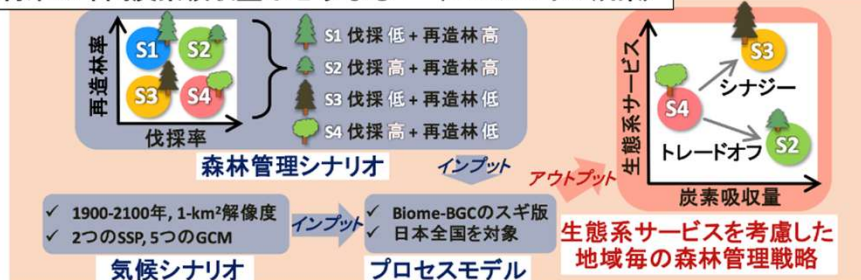 再造林率
S1
S2
S3
S4
伐採率
S1 伐採 低 + 再造林 高
S2 伐採 高 + 再造林 高
S3 伐採 低 + 再造林 低
S4 伐採 高 + 再造林 低
森林管理シナリオ
インプット
アウトプット
生態系サービス
S3
シナジー
S4
トレードオフ
S2
炭素吸収量
✓ 1900-2100年, 1-km²解像度
✓ 2つのSSP, 5つのGCM
気候シナリオ
インプット
✓ Biome-BGCのスギ版
✓ 日本全国を対象
プロセスモデル
生態系サービスを考慮した
地域毎の森林管理戦略